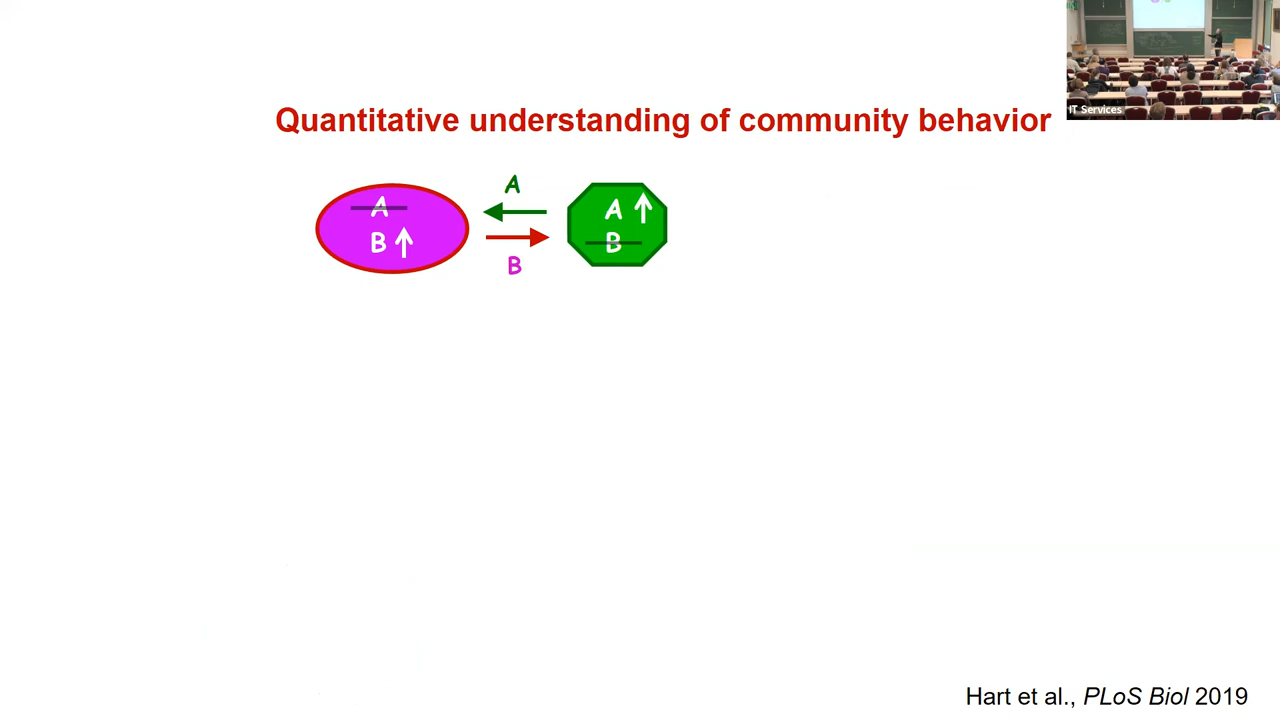 IT Services
Quantitative understanding of community behavior
A
A
A
B
B
B
Hart et al., PLoS Biol 2019